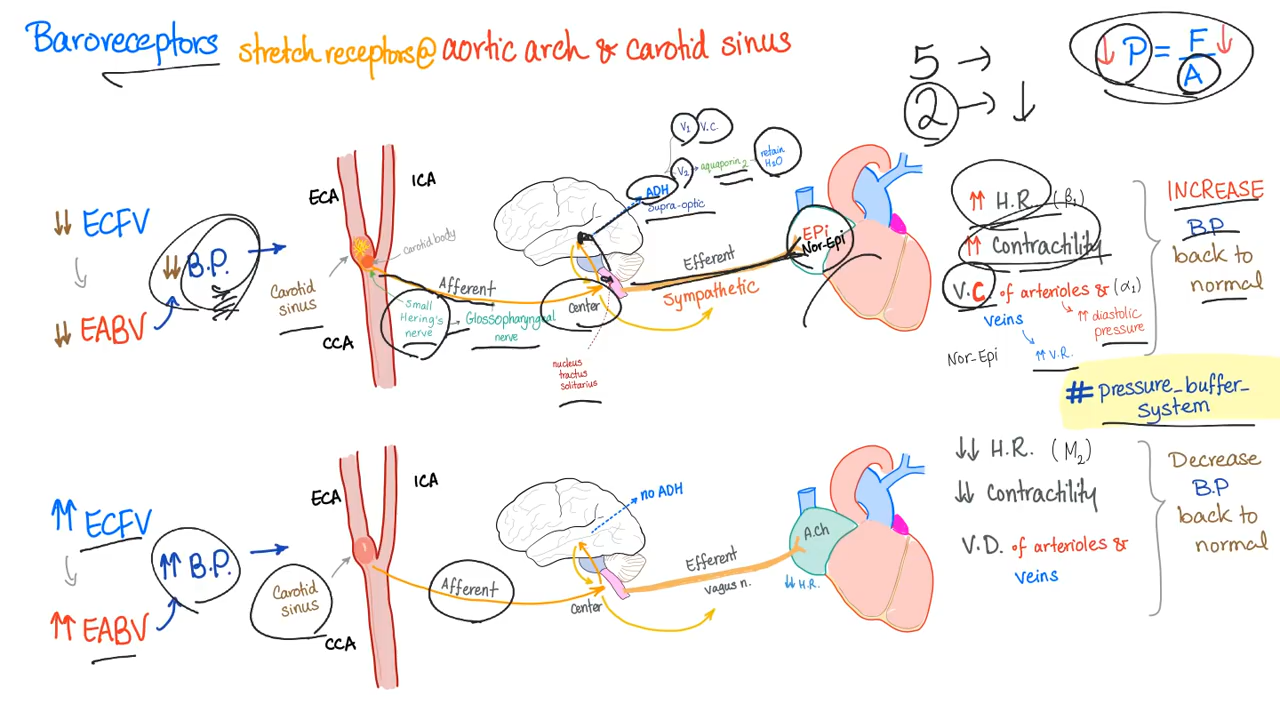 Baroreceptors stretch receptors@ aortic arch & carotid sinus
5 →
2 → ↓
↓ P = F ↓
A
V1 V.C.
V2 → aquaporin 2 → retain H2O
ADH
Supra-optic
ECA
ICA
↓↓ ECFV
↓↓ B.P.
↓↓ EABV
Carotid sinus
carotid body
CCA
Afferent
Small Hering's nerve → Glossopharyngeal nerve
Center
nucleus
tractus
solitarius
Efferent
Sympathetic
EPi
Nor-Epi
↑↑ H.R. (β1)
↑↑ Contractility
V.C. of arterioles & (α1)
veins
↑↑ diastolic
pressure
Nor-Epi
↑↑ V.R.
INCREASE
B.P
back to
normal
#pressure_buffer_
system
↑↑ ECFV
↑↑ B.P.
↑↑ EABV
Carotid
sinus
ECA
ICA
CCA
Afferent
no ADH
Center
Efferent
vagus n.
A.ch
↓↓ H.R.
↓↓ H.R. (M2)
↓↓ Contractility
V.D. of arterioles &
veins
Decrease
B.P
back to
normal